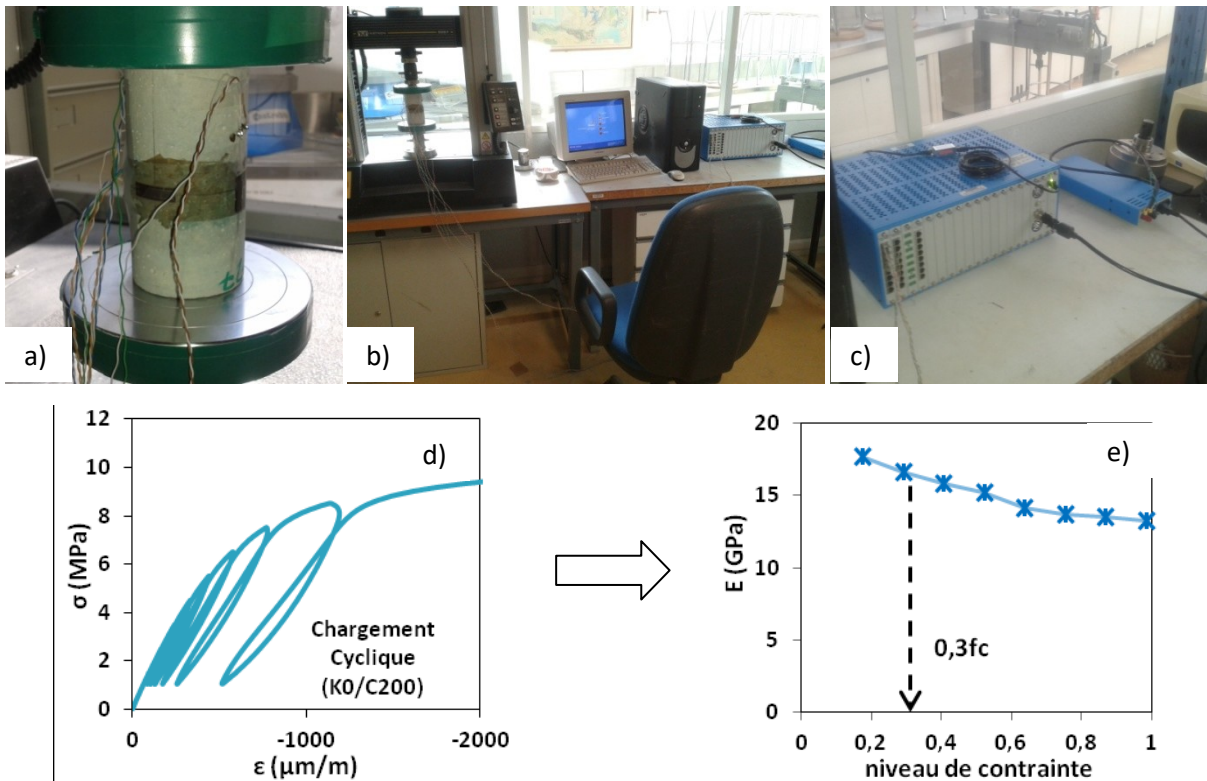 a)
b)
c)
d)
12
10
8
6
4
2
0
σ (MPa)
0
-1000
-2000
ε (µm/m)
Chargement
Cyclique
(K0/C200)
e)
20
15
10
5
0
E (GPa)
0,3fc
0
0,2
0,4
0,6
0,8
1
niveau de contrainte